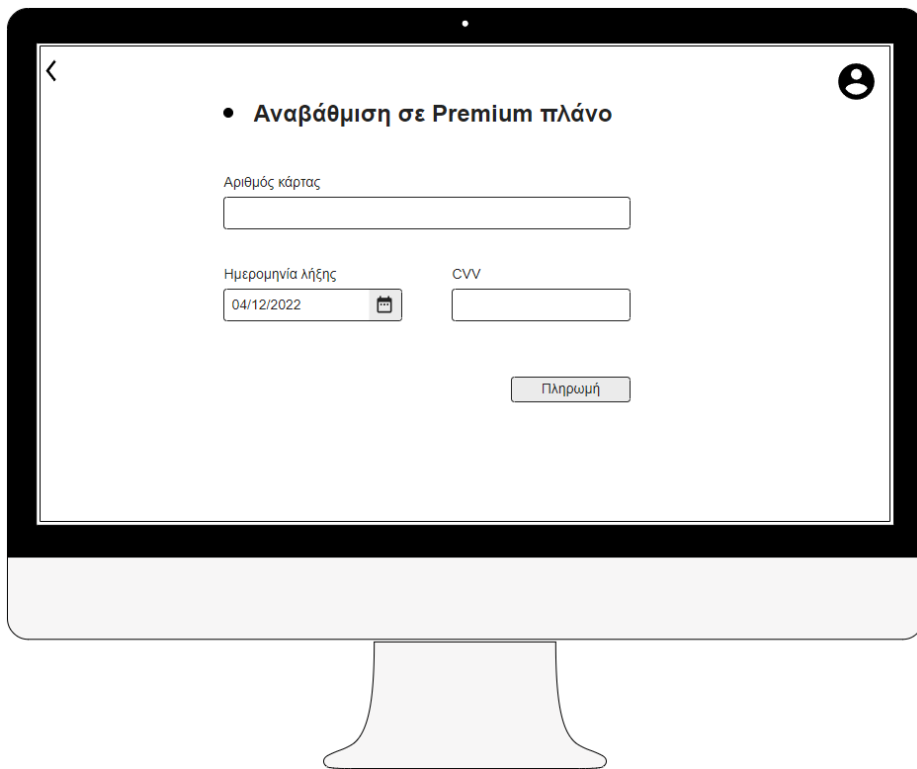 Αναβάθμιση σε Premium πλάνο
Αριθμός κάρτας
Ημερομηνία λήξης
CVV
04/12/2022
Πληρωμή